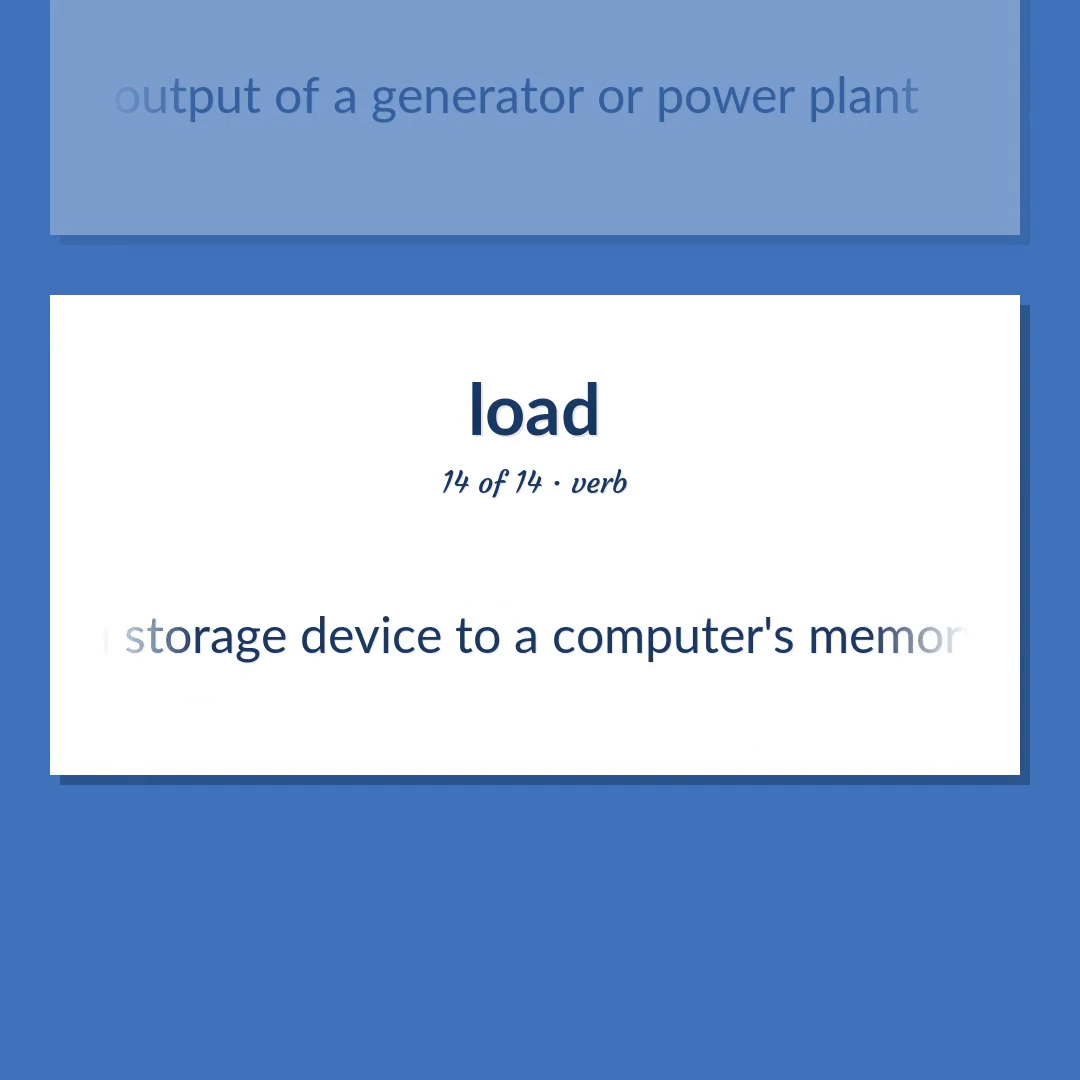 output of a generator or power plant
load
14 of 14 · verb
storage device to a computer's memor